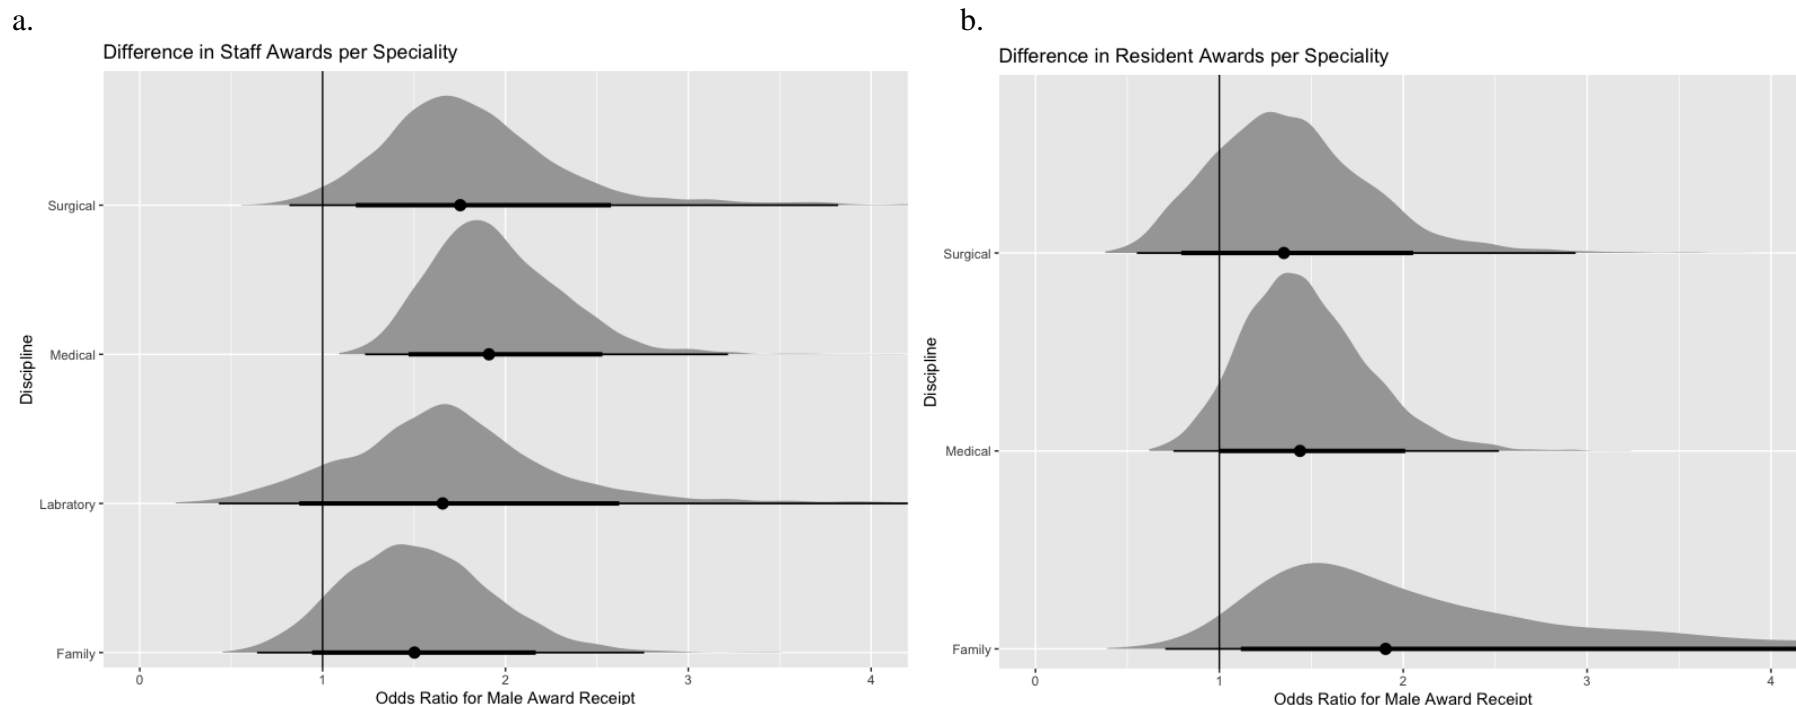 a.
Difference in Staff Awards per Speciality
Surgical
Medical
Labratory
Family
Discipline
0 1 2 3 4
Odds Ratio for Male Award Receipt
b.
Difference in Resident Awards per Speciality
Surgical
Medical
Family
Discipline
0 1 2 3 4
Odds Ratio for Male Award Receipt